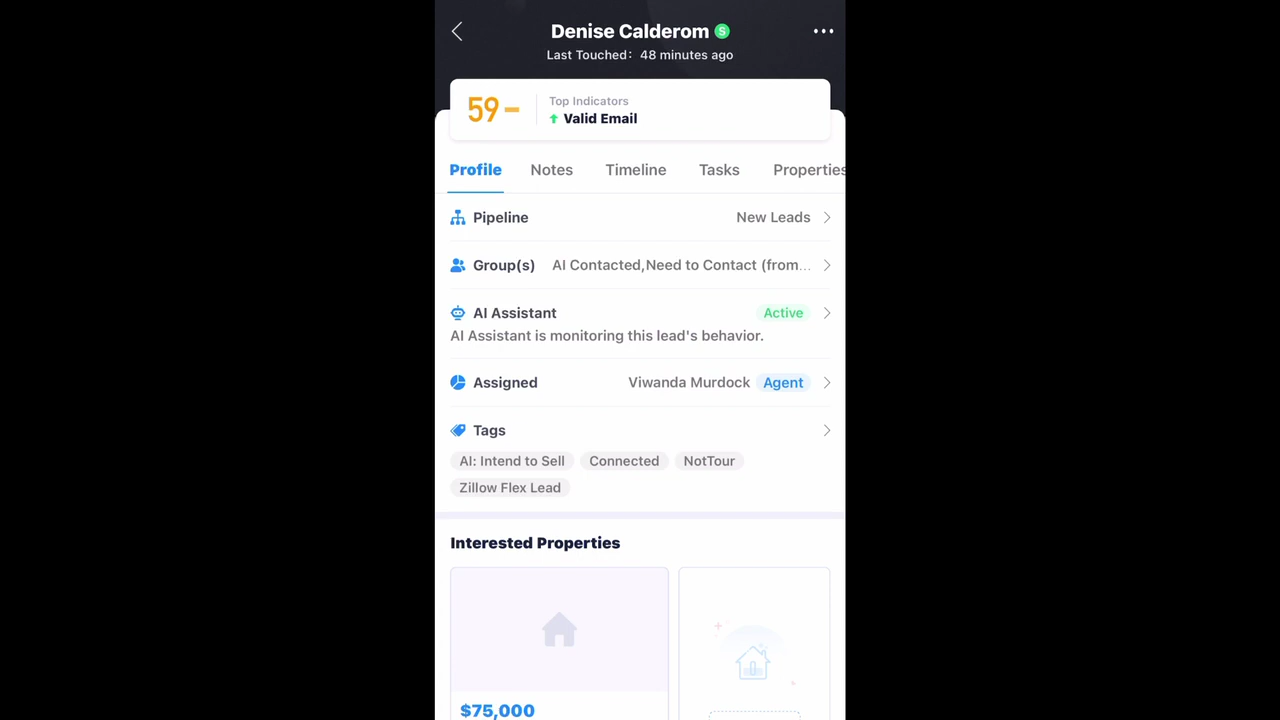 Denise Calderom S
Last Touched: 48 minutes ago
59
Top Indicators
Valid Email
Profile Notes Timeline Tasks Properties
Pipeline New Leads
Group(s) AI Contacted,Need to Contact (from...
AI Assistant Active
AI Assistant is monitoring this lead's behavior.
Assigned Viwanda Murdock Agent
Tags
AI: Intend to Sell Connected NotTour
Zillow Flex Lead
Interested Properties
$75,000